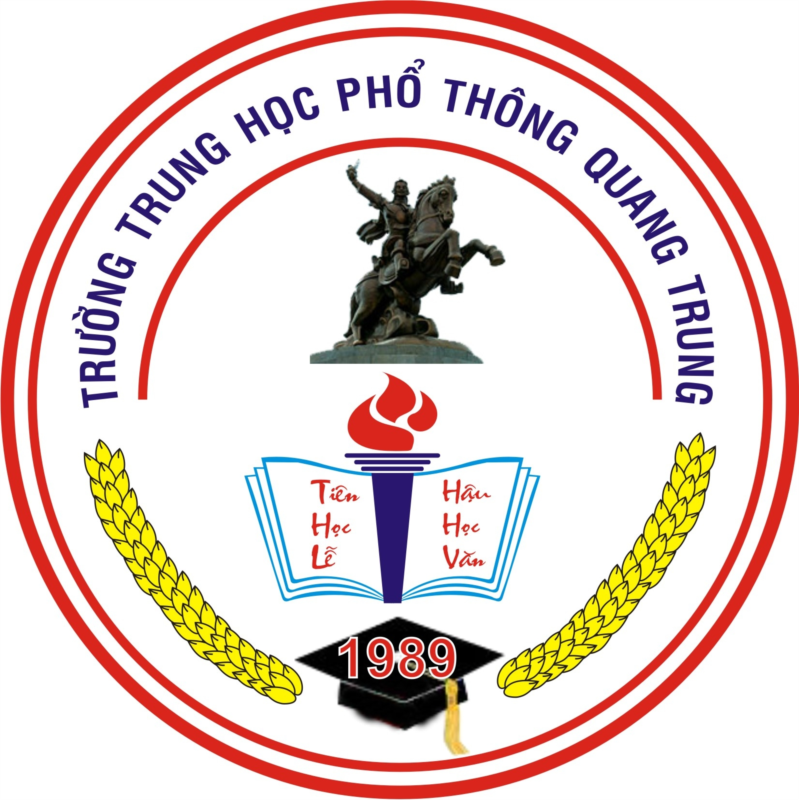 TRƯỜNG TRUNG HỌC PHỔ THÔNG QUANG TRUNG
Tiên
Học
Lễ
Hậu
Học
Văn
1989